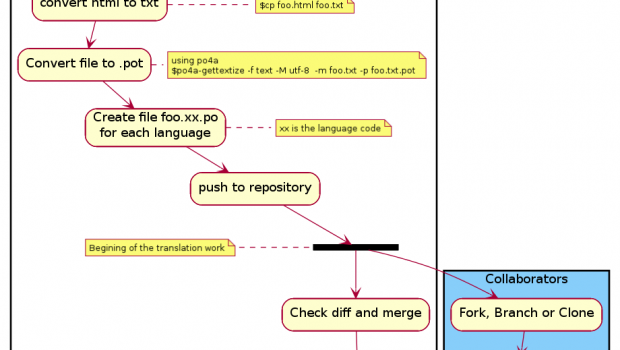 convert html to txt
$cp foo.html foo.txt
Convert file to .pot
using po4a
$po4a-gettextize -f text -M utf-8  -m foo.txt -p foo.txt.pot
Create file foo.xx.po
for each language
xx is the language code
push to repository
Begining of the translation work
Collaborators
Check diff and merge
Fork, Branch or Clone